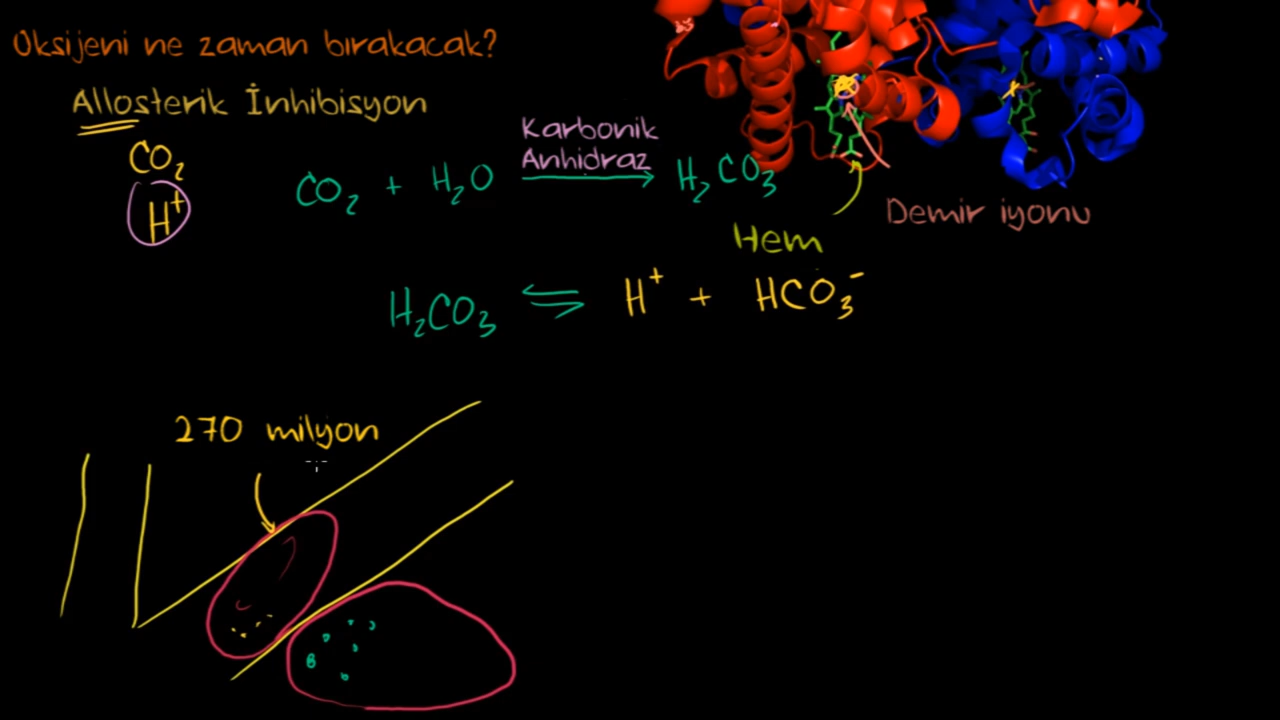 Oksijeni ne zaman bırakacak?
Allosterik İnhibisyon
CO₂
H⁺
CO₂ + H₂O
Karbonik
Anhidraz
H₂CO₃
Hem
Demir iyonu
H₂CO₃ ⇌ H⁺ + HCO₃⁻
270 milyon